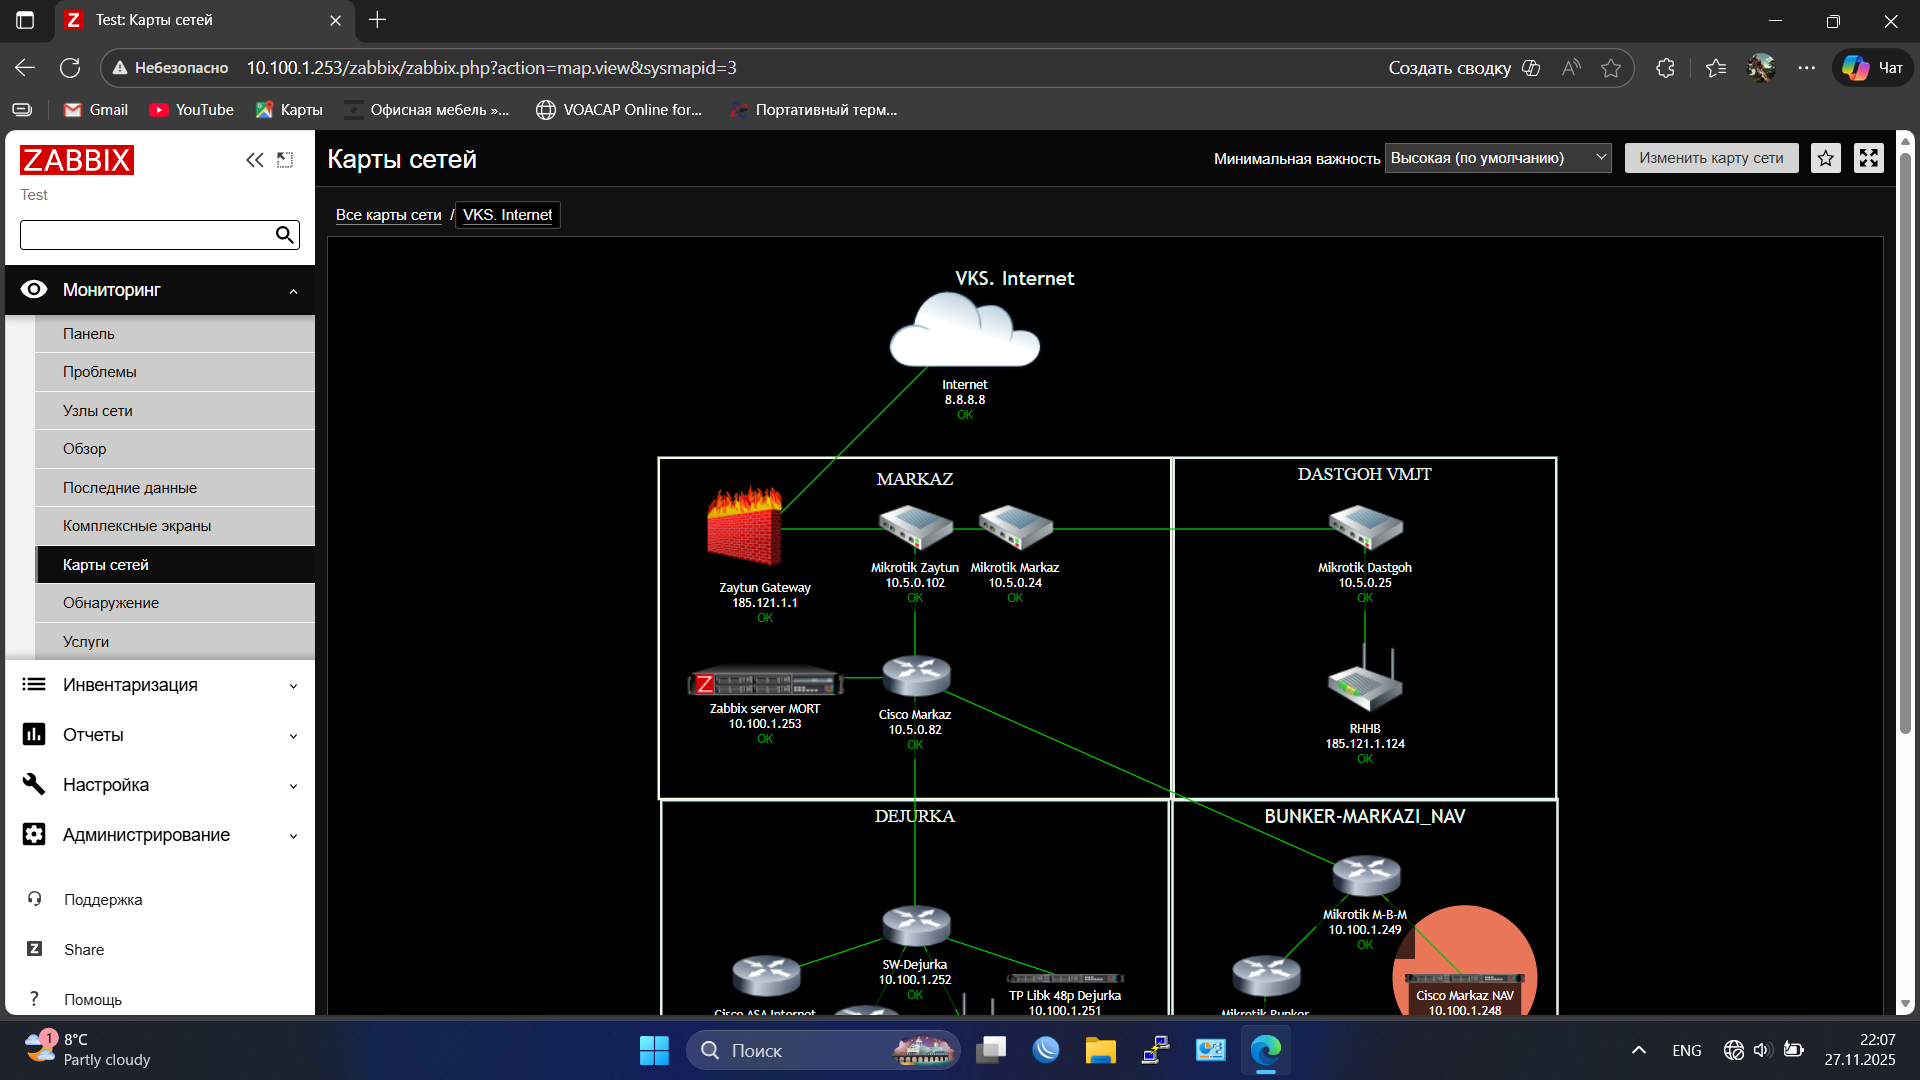 Test: Карты сетей
Небезопасно
10.100.1.253/zabbix/zabbix.php?action=map.view&sysmapid=3
Создать сводку
Чат
Gmail
YouTube
Карты
Офисная мебель »...
VOACAP Online for...
Портативный терм...
ZABBIX
Test
Мониторинг
Панель
Проблемы
Узлы сети
Обзор
Последние данные
Комплексные экраны
Карты сетей
Обнаружение
Услуги
Инвентаризация
Отчеты
Настройка
Администрирование
Поддержка
Z Share
? Помощь
Карты сетей
Минимальная важность
Высокая (по умолчанию)
Изменить карту сети
Все карты сети / VKS. Internet
VKS. Internet
Internet
8.8.8.8
OK
MARKAZ
Zaytun Gateway
185.121.1.1
OK
Mikrotik Zaytun
10.5.0.102
OK
Mikrotik Markaz
10.5.0.24
OK
Z
Zabbix server MORT
10.100.1.253
OK
Cisco Markaz
10.5.0.82
OK
DASTGOH VMJT
Mikrotik Dastgoh
10.5.0.25
OK
RHHB
185.121.1.124
OK
DEJURKA
SW-Dejurka
10.100.1.252
OK
Cisco ASA Internet
TP Libk 48p Dejurka
10.100.1.251
BUNKER-MARKAZI_NAV
Mikrotik M-B-M
10.100.1.249
OK
Mikrotik Bunker
Cisco Markaz NAV
10.100.1.248
1
8°C
Partly cloudy
Поиск
ENG
22:07
27.11.2025